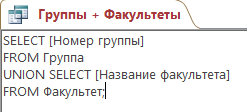 Группы + Факультеты
SELECT [Номер группы]
FROM Группа
UNION SELECT [Название факультета]
FROM Факультет;